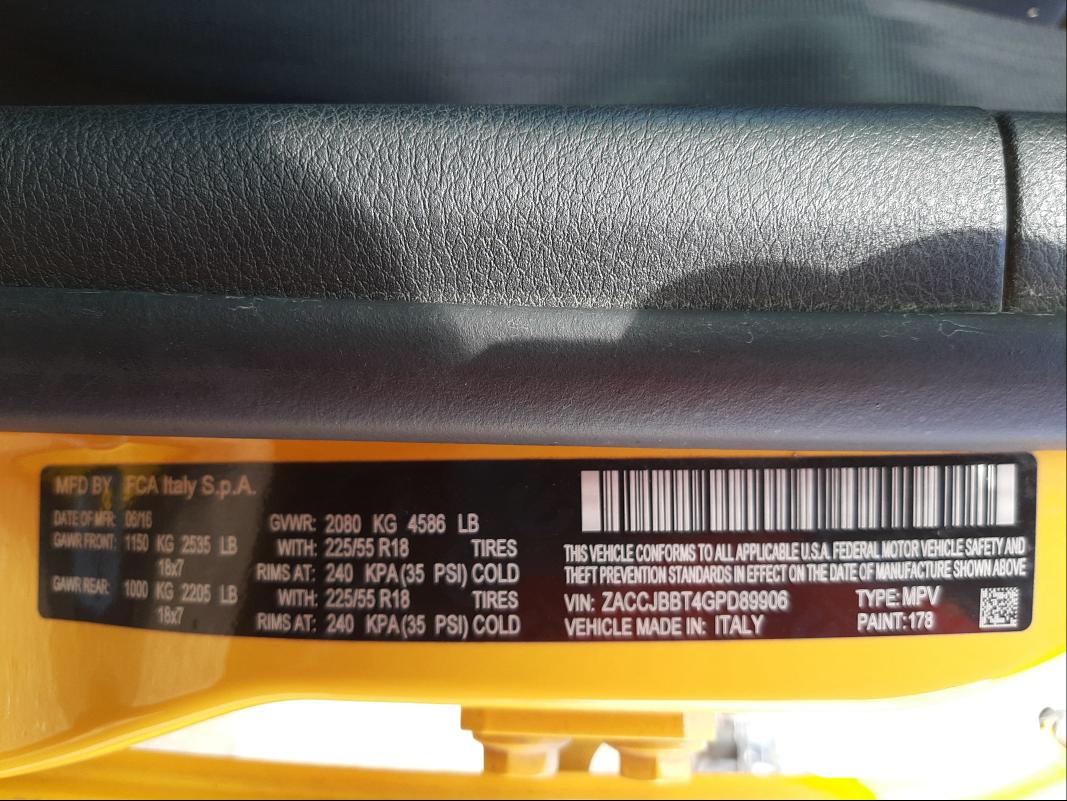 MFD BY FCA Italy S.p.A.
DATE OF MFR: 06/16
GAWR FRONT: 1150 KG 2535 LB
18x7
GAWR REAR: 1000 KG 2205 LB
18x7
GVWR: 2080 KG 4586 LB
WITH: 225/55 R18 TIRES
RIMS AT: 240 KPA(35 PSI) COLD
WITH: 225/55 R18 TIRES
RIMS AT: 240 KPA(35 PSI) COLD
THIS VEHICLE CONFORMS TO ALL APPLICABLE U.S.A. FEDERAL MOTOR VEHICLE SAFETY AND
THEFT PREVENTION STANDARDS IN EFFECT ON THE DATE OF MANUFACTURE SHOWN ABOVE
VIN: ZACCJBBT4GPD89906 TYPE: MPV
VEHICLE MADE IN: ITALY PAINT: 178